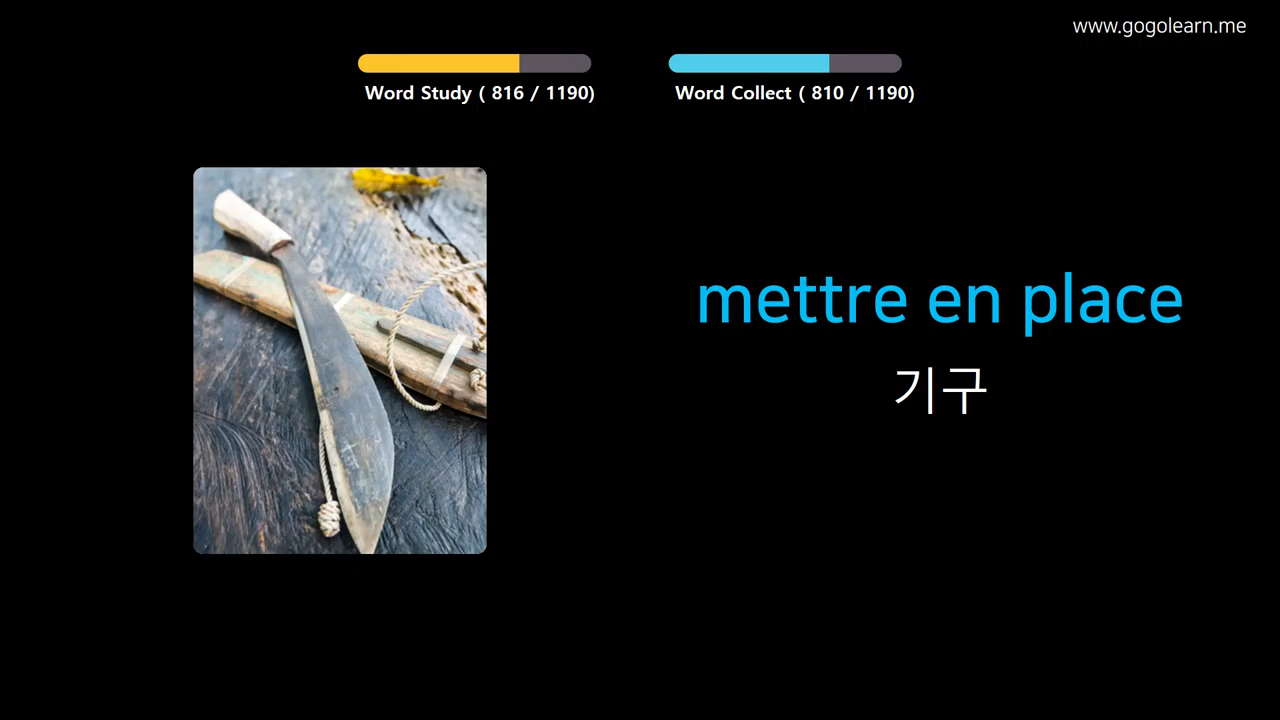 www.gogolearn.me
Word Study ( 816 / 1190)
Word Collect ( 810 / 1190)
mettre en place
기구